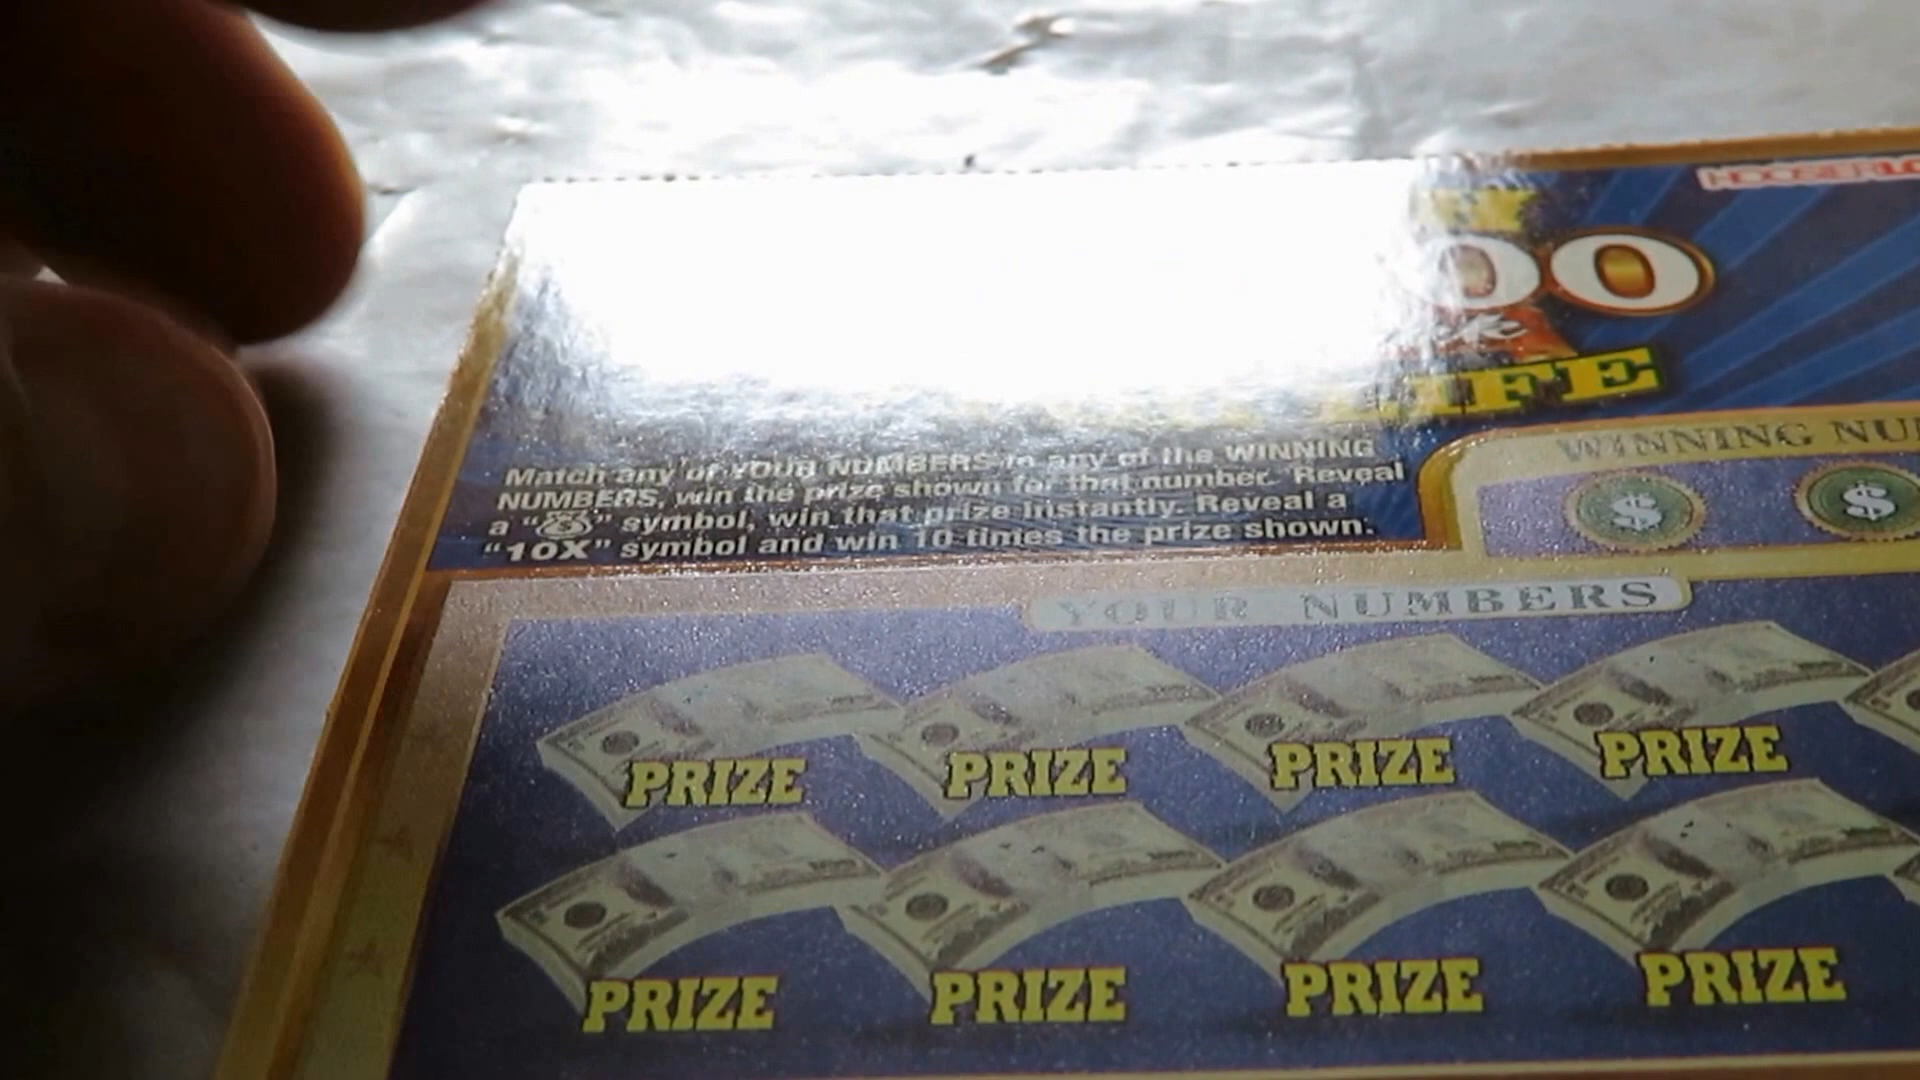 00
LIFE
WINNING
Match any of YOUR NUMBERS to any of the WINNING
NUMBERS, win the prize shown for that number. Reveal
a “ ” symbol, win that prize instantly. Reveal a
“10X” symbol and win 10 times the prize shown.
YOUR NUMBERS
PRIZE PRIZE PRIZE PRIZE
PRIZE PRIZE PRIZE PRIZE